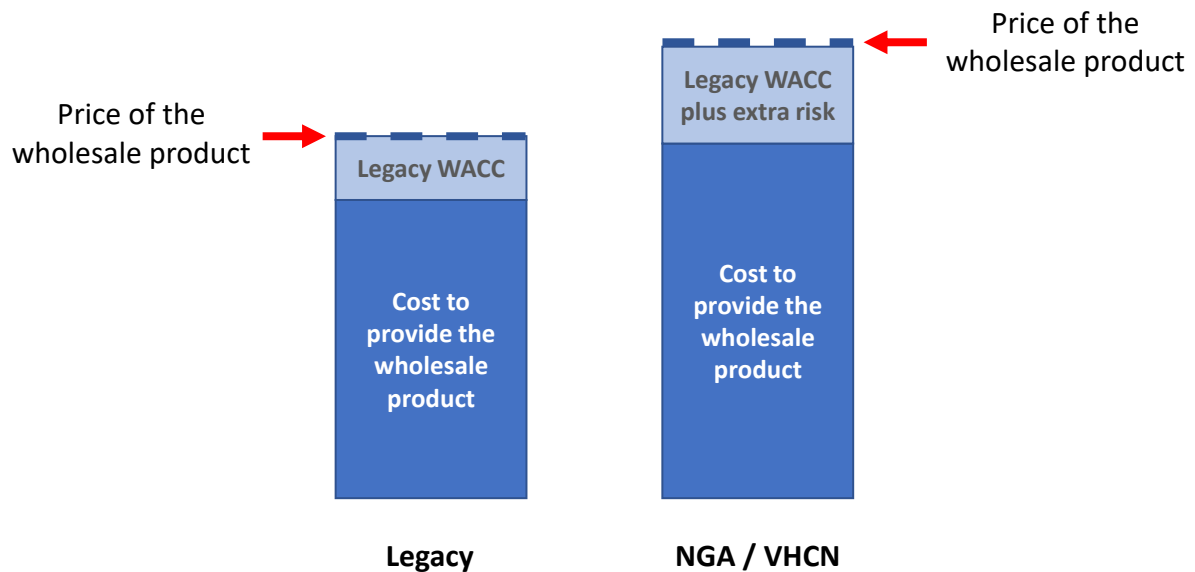 Price of the
wholesale product
Legacy WACC
Cost to
provide the
wholesale
product
Legacy
Price of the
wholesale product
Legacy WACC
plus extra risk
Cost to
provide the
wholesale
product
NGA / VHCN